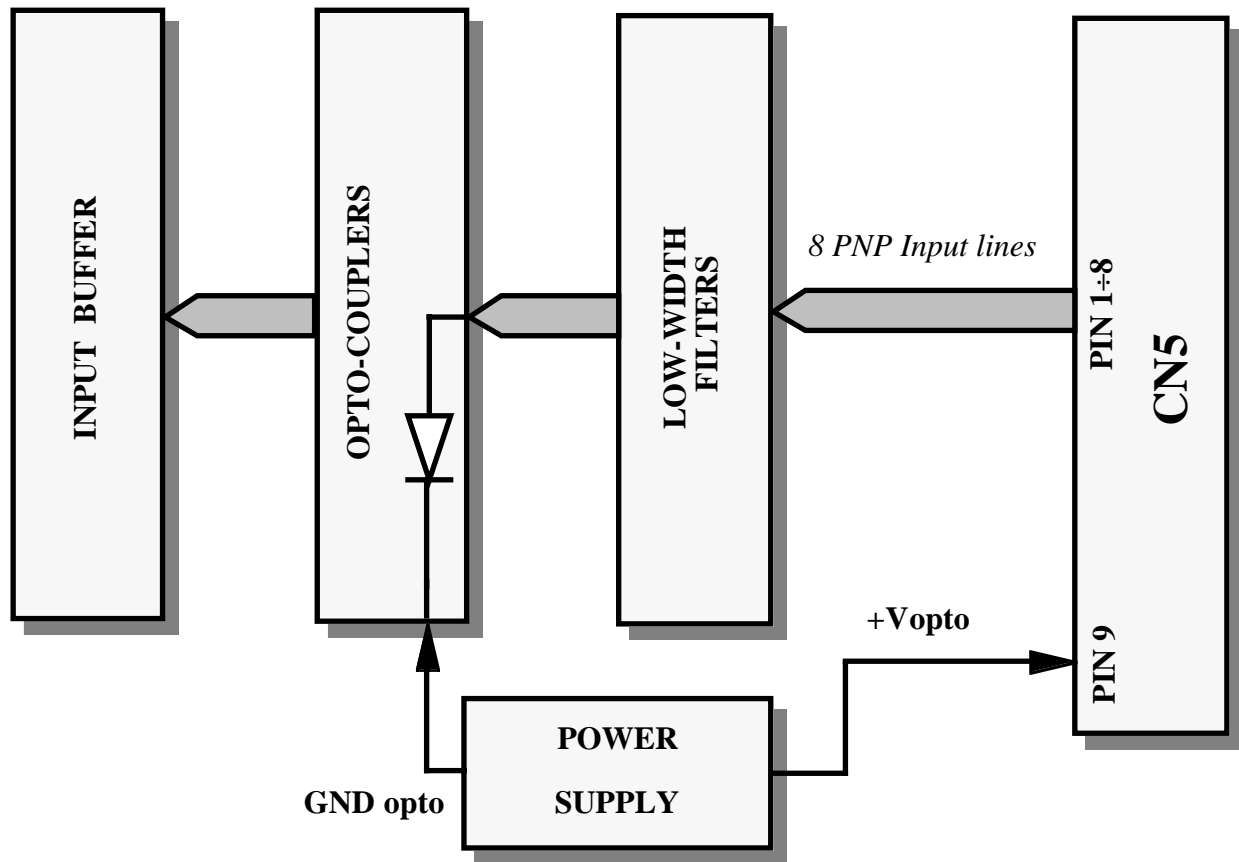 INPUT BUFFER
OPTO-COUPLERS
LOW-WIDTH
FILTERS
8 PNP Input lines
PIN 1÷8
CN5
PIN 9
+Vopto
POWER
SUPPLY
GND opto